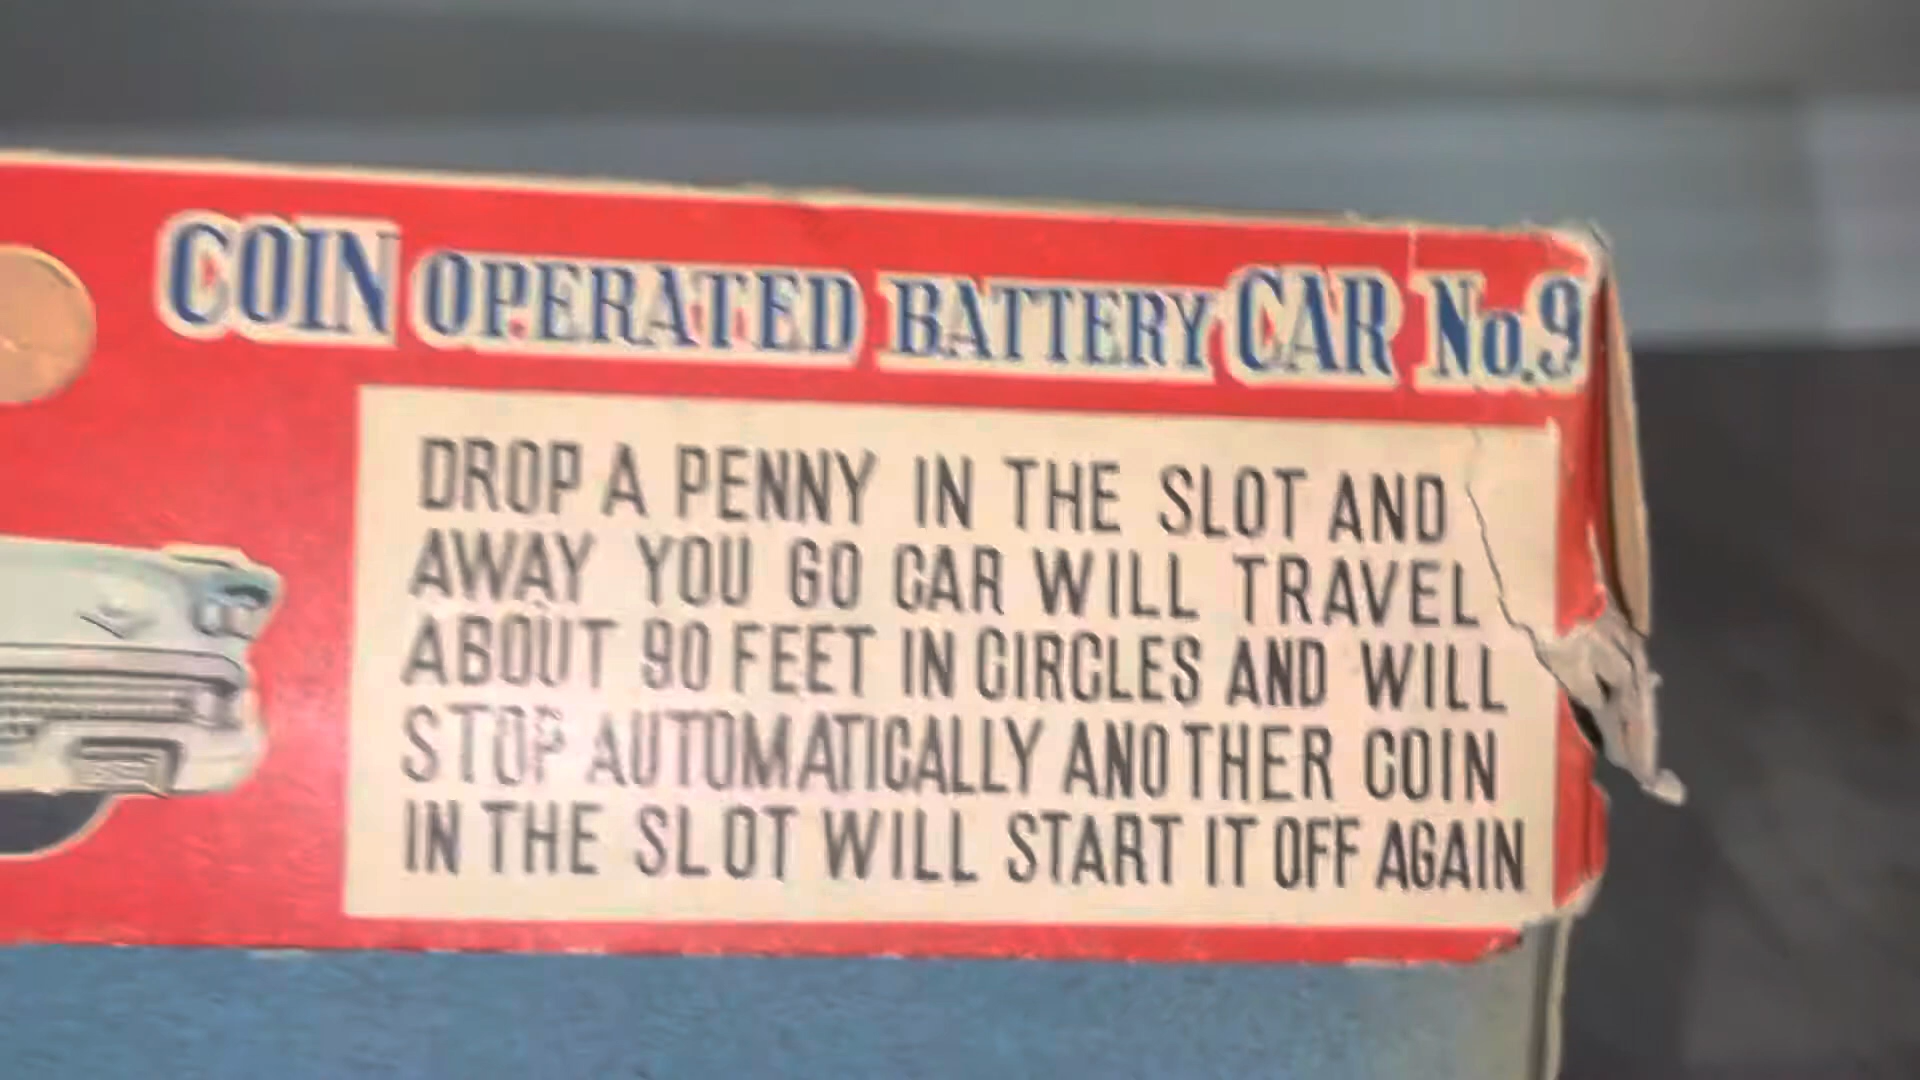 COIN OPERATED BATTERY CAR No.9
DROP A PENNY IN THE SLOT AND
AWAY YOU GO CAR WILL TRAVEL
ABOUT 90 FEET IN CIRCLES AND WILL
STOP AUTOMATICALLY ANOTHER COIN
IN THE SLOT WILL START IT OFF AGAIN